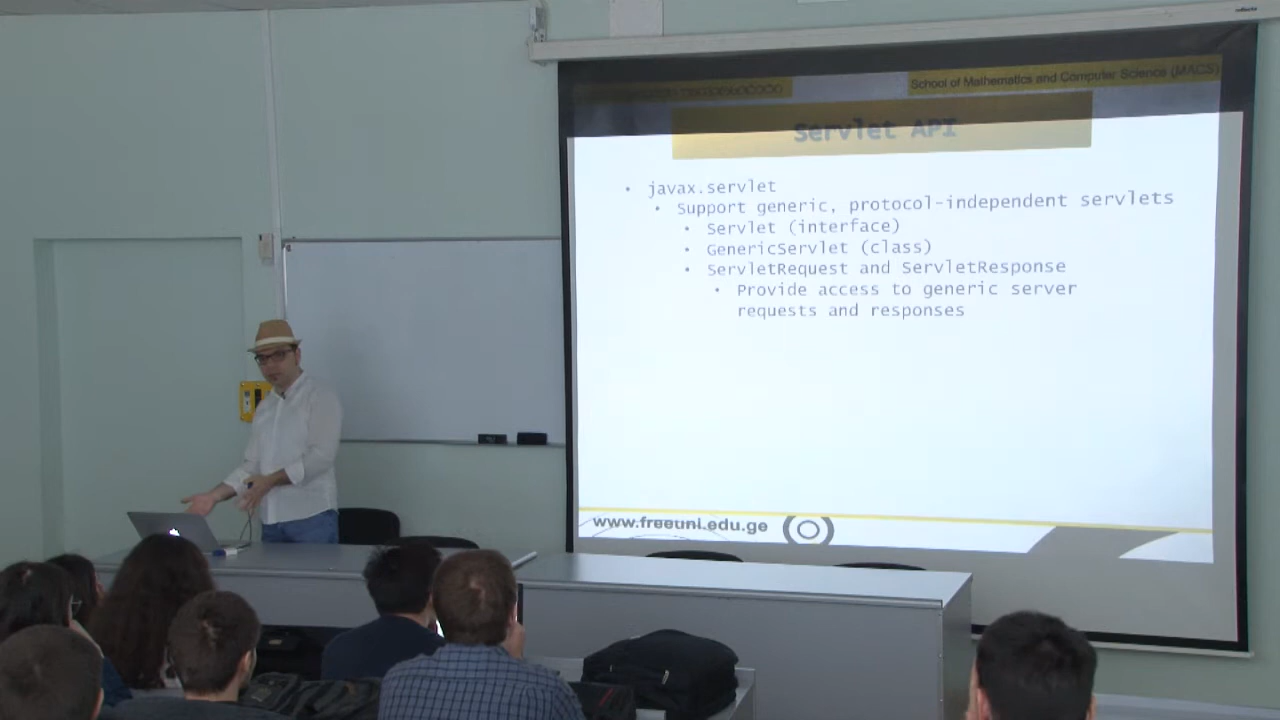 School of Mathematics and Computer Science (MACS)
Servlet API
• javax.servlet
• Support generic, protocol-independent servlets
• Servlet (interface)
• GenericServlet (class)
• ServletRequest and ServletResponse
• Provide access to generic server
requests and responses
www.freeuni.edu.ge